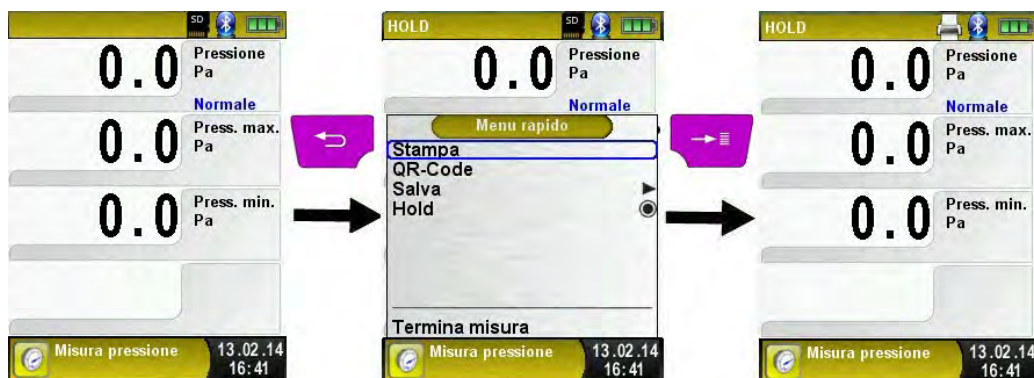 SD
0.0 Pressione
Pa
Normale
0.0 Press. max.
Pa
0.0 Press. min.
Pa
Misura pressione 13.02.14
16:41
HOLD SD
0.0 Pressione
Pa
Normale
Menu rapido
Stampa
QR-Code
Salva
Hold
Termina misura
Misura pressione 13.02.14
16:41
HOLD
0.0 Pressione
Pa
Normale
0.0 Press. max.
Pa
0.0 Press. min.
Pa
Misura pressione 13.02.14
16:41